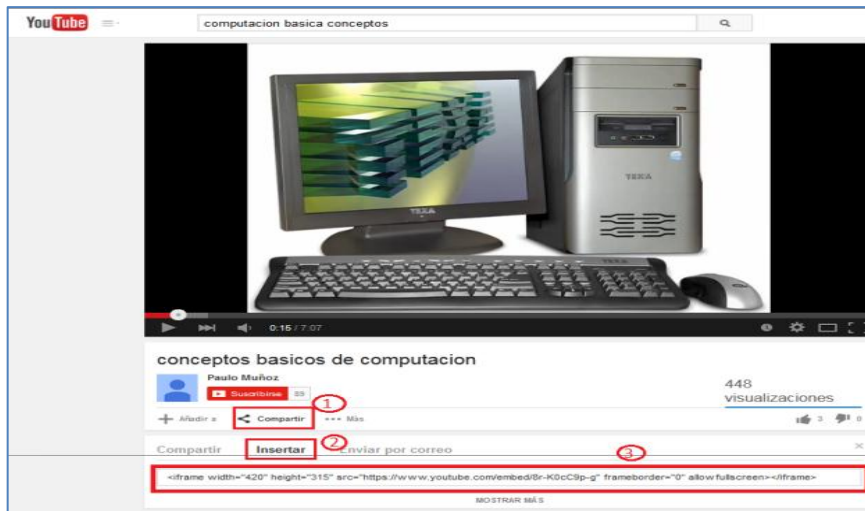 YouTube computacion basica conceptos
TEXA
TEXA
0:15 / 7:07
conceptos basicos de computacion
Paulo Muñoz
Suscribirse 89
448
visualizaciones
1
Añadir a Compartir Más 3 0
2 3
Compartir Insertar Enviar por correo
<iframe width="420" height="315" src="https://www.youtube.com/embed/8r-K0cC9p-g" frameborder="0" allowfullscreen></iframe>
MOSTRAR MÁS